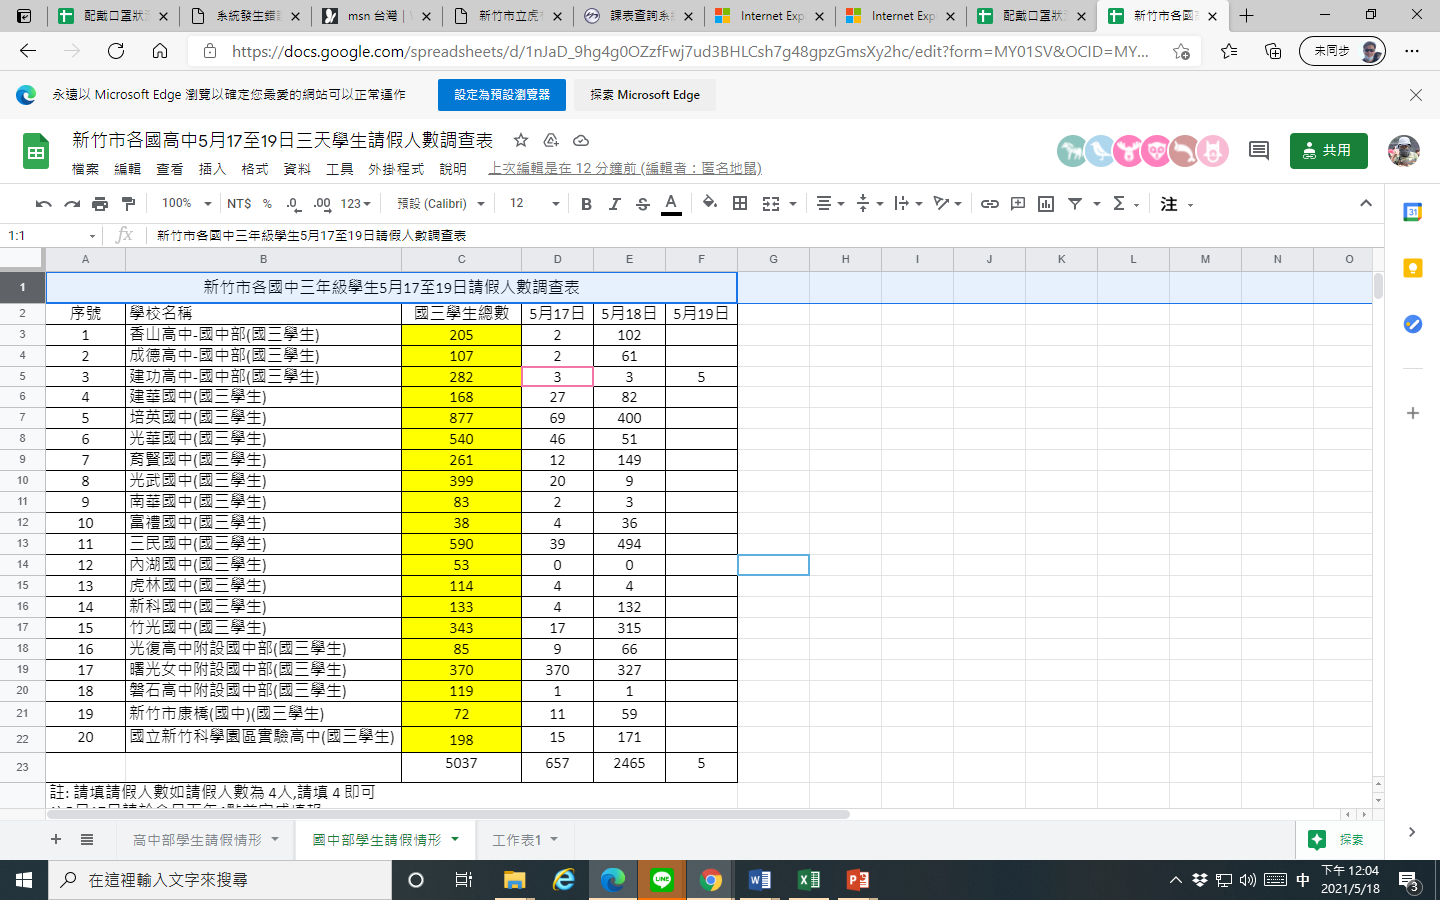 配戴口罩狀況
系統發生錯誤
msn 台灣 |
新竹市立虎林
課表查詢系統
Internet Exp
Internet Exp
配戴口罩狀況
新竹市各國高
https://docs.google.com/spreadsheets/d/1nJaD_9hg4g0OZzfFwj7ud3BHLCsh7g48gpzGmsXy2hc/edit?form=MY01SV&OCID=MY...
未同步
永遠以 Microsoft Edge 瀏覽以確定您最愛的網站可以正常運作
設定為預設瀏覽器
探索 Microsoft Edge
新竹市各國高中5月17至19日三天學生請假人數調查表
共用
檔案 編輯 查看 插入 格式 資料 工具 外掛程式 說明 上次編輯是在 12 分鐘前 (編輯者：匿名地鼠)
100% NT$ % .0 .00 123 預設 (Calibri) 12 B I S A 注
1:1 fx 新竹市各國中三年級學生5月17至19日請假人數調查表
A B C D E F G H I J K L M N O
1 新竹市各國中三年級學生5月17至19日請假人數調查表
2 序號 學校名稱 國三學生總數 5月17日 5月18日 5月19日
3 1 香山高中-國中部(國三學生) 205 2 102
4 2 成德高中-國中部(國三學生) 107 2 61
5 3 建功高中-國中部(國三學生) 282 3 3 5
6 4 建華國中(國三學生) 168 27 82
7 5 培英國中(國三學生) 877 69 400
8 6 光華國中(國三學生) 540 46 51
9 7 育賢國中(國三學生) 261 12 149
10 8 光武國中(國三學生) 399 20 9
11 9 南華國中(國三學生) 83 2 3
12 10 富禮國中(國三學生) 38 4 36
13 11 三民國中(國三學生) 590 39 494
14 12 內湖國中(國三學生) 53 0 0
15 13 虎林國中(國三學生) 114 4 4
16 14 新科國中(國三學生) 133 4 132
17 15 竹光國中(國三學生) 343 17 315
18 16 光復高中附設國中部(國三學生) 85 9 66
19 17 曙光女中附設國中部(國三學生) 370 370 327
20 18 磐石高中附設國中部(國三學生) 119 1 1
21 19 新竹市康橋(國中)(國三學生) 72 11 59
22 20 國立新竹科學園區實驗高中(國三學生) 198 15 171
23 5037 657 2465 5
註: 請填請假人數如請假人數為 4人,請填 4 即可
高中部學生請假情形 國中部學生請假情形 工作表1 探索
在這裡輸入文字來搜尋
中
下午 12:04
2021/5/18
3